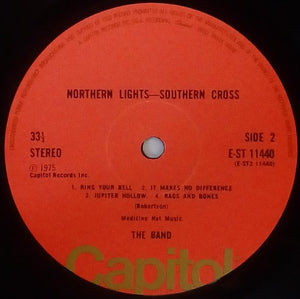 NORTHERN LIGHTS—SOUTHERN CROSS
33⅓
STEREO
SIDE 2
E-ST 11440
(E-ST2 11440)
Ⓟ 1975
Capitol Records Inc.
1. RING YOUR BELL 2. IT MAKES NO DIFFERENCE
3. JUPITER HOLLOW. 4. RAGS AND BONES
(Robertson)
Medicine Hat Music
THE BAND
Capitol